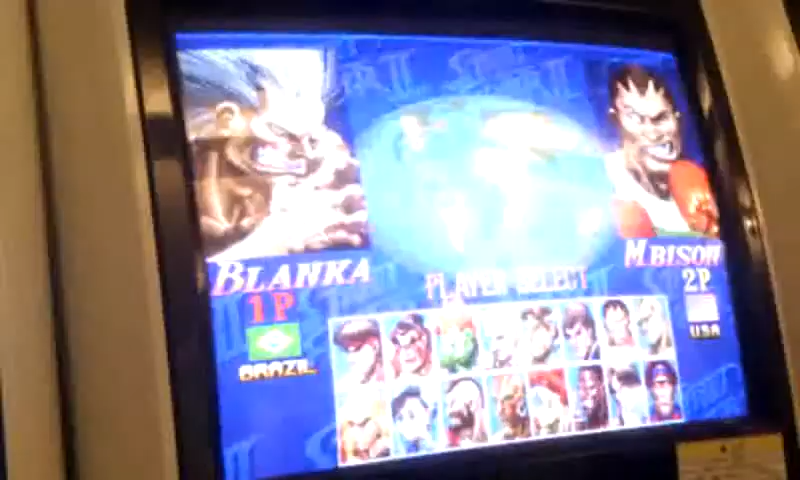 BLANKA
1P
BRAZIL
M.BISON
2P
USA
PLAYER SELECT